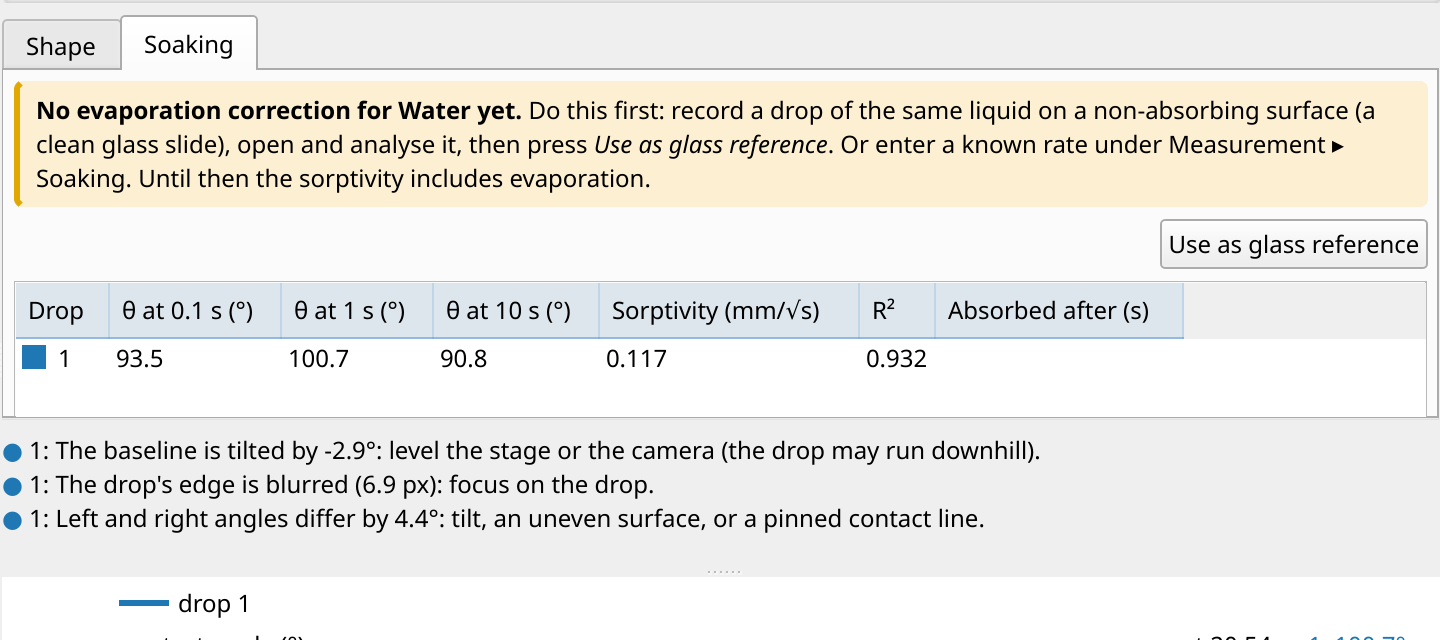 Shape Soaking
No evaporation correction for Water yet. Do this first: record a drop of the same liquid on a non-absorbing surface (a
clean glass slide), open and analyse it, then press Use as glass reference. Or enter a known rate under Measurement ▸
Soaking. Until then the sorptivity includes evaporation.
Use as glass reference
Drop θ at 0.1 s (°) θ at 1 s (°) θ at 10 s (°) Sorptivity (mm/√s) R² Absorbed after (s)
1 93.5 100.7 90.8 0.117 0.932
1: The baseline is tilted by -2.9°: level the stage or the camera (the drop may run downhill).
1: The drop's edge is blurred (6.9 px): focus on the drop.
1: Left and right angles differ by 4.4°: tilt, an uneven surface, or a pinned contact line.
drop 1